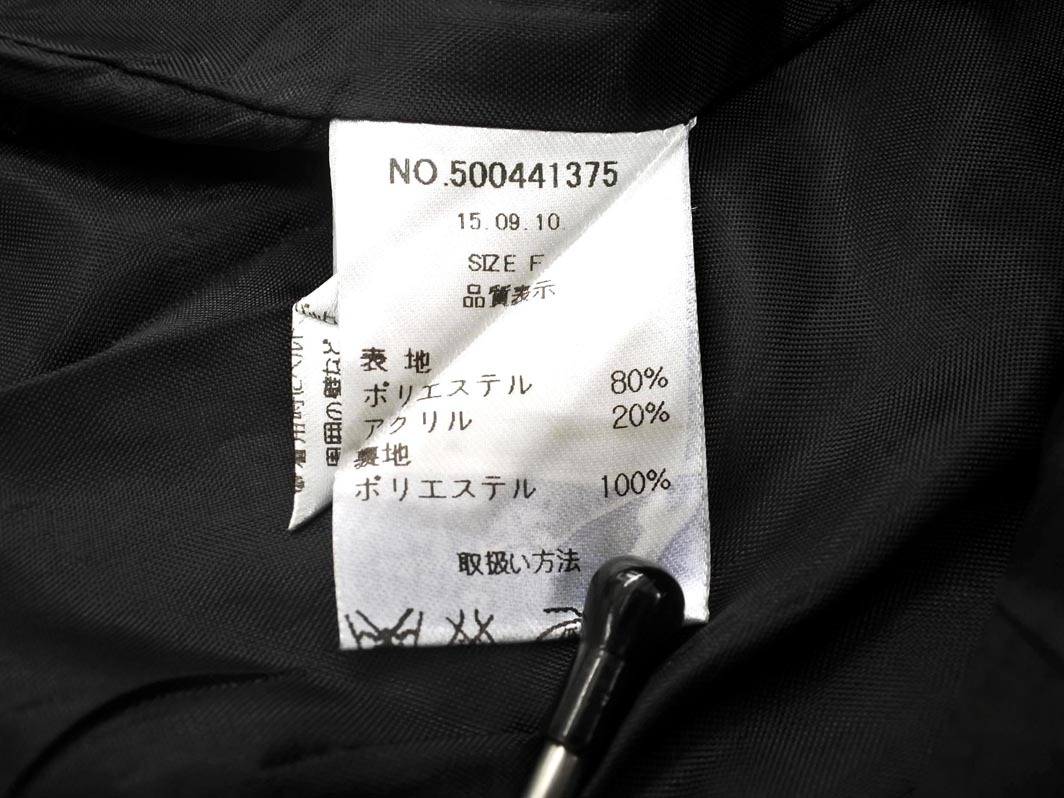 NO.500441375
15.09.10
SIZE F
品質表示
表 地
ポリエステル 80%
アクリル 20%
裏地
ポリエステル 100%
取扱い方法